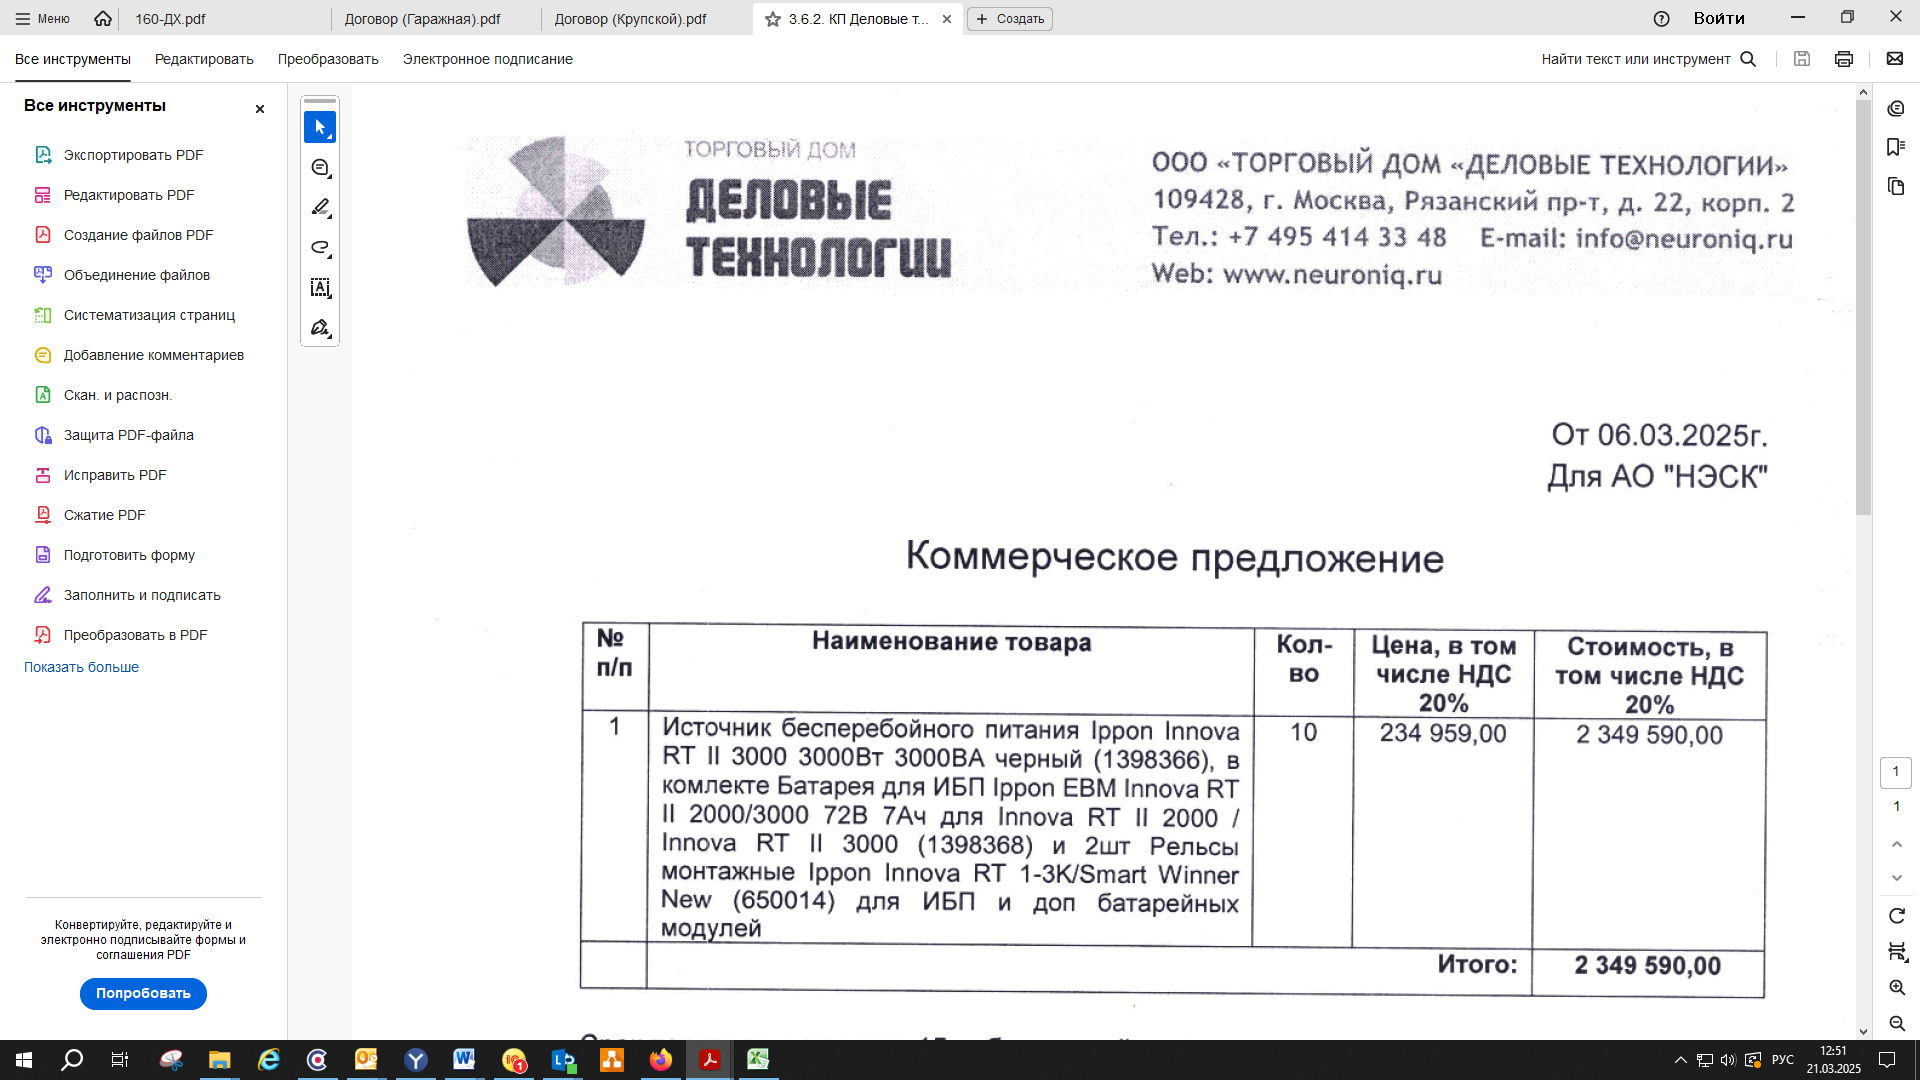 Меню
160-ДХ.pdf
Договор (Гаражная).pdf
Договор (Крупской).pdf
3.6.2. КП Деловые т...
Создать
Войти
Все инструменты
Редактировать
Преобразовать
Электронное подписание
Найти текст или инструмент
Все инструменты
Экспортировать PDF
Редактировать PDF
Создание файлов PDF
Объединение файлов
Систематизация страниц
Добавление комментариев
Скан. и распозн.
Защита PDF-файла
Исправить PDF
Сжатие PDF
Подготовить форму
Заполнить и подписать
Преобразовать в PDF
Показать больше
Конвертируйте, редактируйте и
электронно подписывайте формы и
соглашения PDF
Попробовать
ТОРГОВЫЙ ДОМ
ДЕЛОВЫЕ
ТЕХНОЛОГИИ
ООО «ТОРГОВЫЙ ДОМ «ДЕЛОВЫЕ ТЕХНОЛОГИИ»
109428, г. Москва, Рязанский пр-т, д. 22, корп. 2
Тел.: +7 495 414 33 48 E-mail: info@neuroniq.ru
Web: www.neuroniq.ru
От 06.03.2025г.
Для АО "НЭСК"
Коммерческое предложение
№
п/п
Наименование товара
Кол-
во
Цена, в том
числе НДС
20%
Стоимость, в
том числе НДС
20%
1
Источник бесперебойного питания Ippon Innova
RT II 3000 3000Вт 3000ВА черный (1398366), в
комлекте Батарея для ИБП Ippon EBM Innova RT
II 2000/3000 72В 7Ач для Innova RT II 2000 /
Innova RT II 3000 (1398368) и 2шт Рельсы
монтажные Ippon Innova RT 1-3K/Smart Winner
New (650014) для ИБП и доп батарейных
модулей
10
234 959,00
2 349 590,00
Итого:
2 349 590,00
1
1
РУС
12:51
21.03.2025